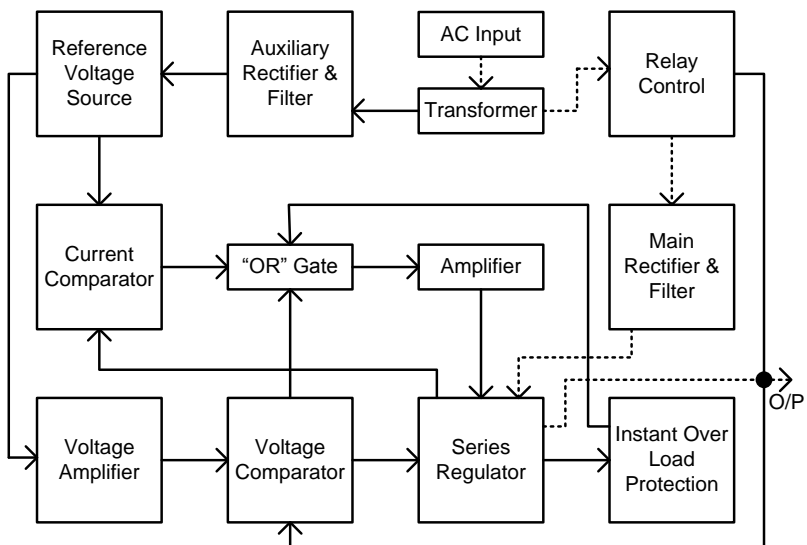 Reference
Voltage
Source
Auxiliary
Rectifier &
Filter
AC Input
Transformer
Relay
Control
Current
Comparator
“OR” Gate
Amplifier
Main
Rectifier &
Filter
Voltage
Amplifier
Voltage
Comparator
Series
Regulator
Instant Over
Load
Protection
O/P